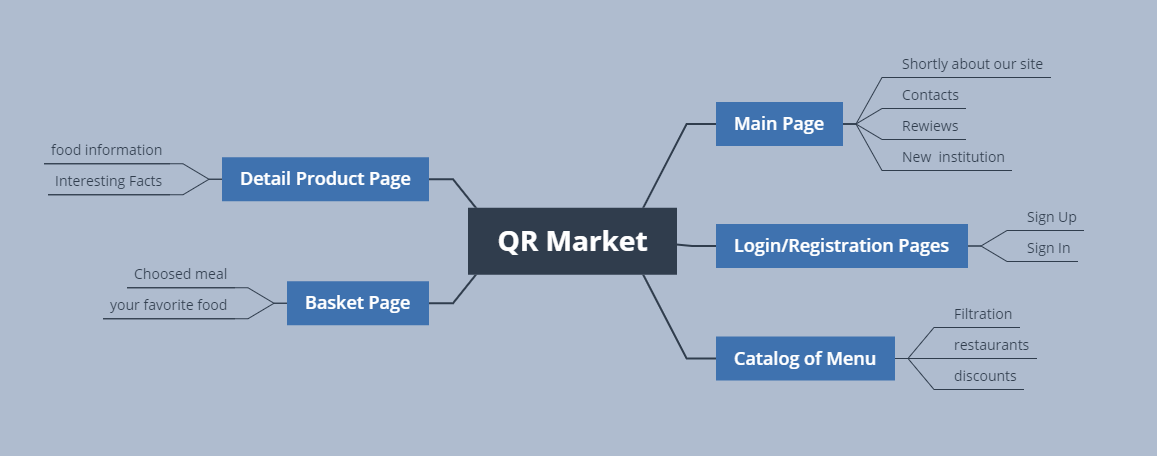 QR Market
Main Page
Shortly about our site
Contacts
Rewiews
New  institution
Login/Registration Pages
Sign Up
Sign In
Catalog of Menu
Filtration
restaurants
discounts
Detail Product Page
food information
Interesting Facts
Basket Page
Choosed meal
your favorite food